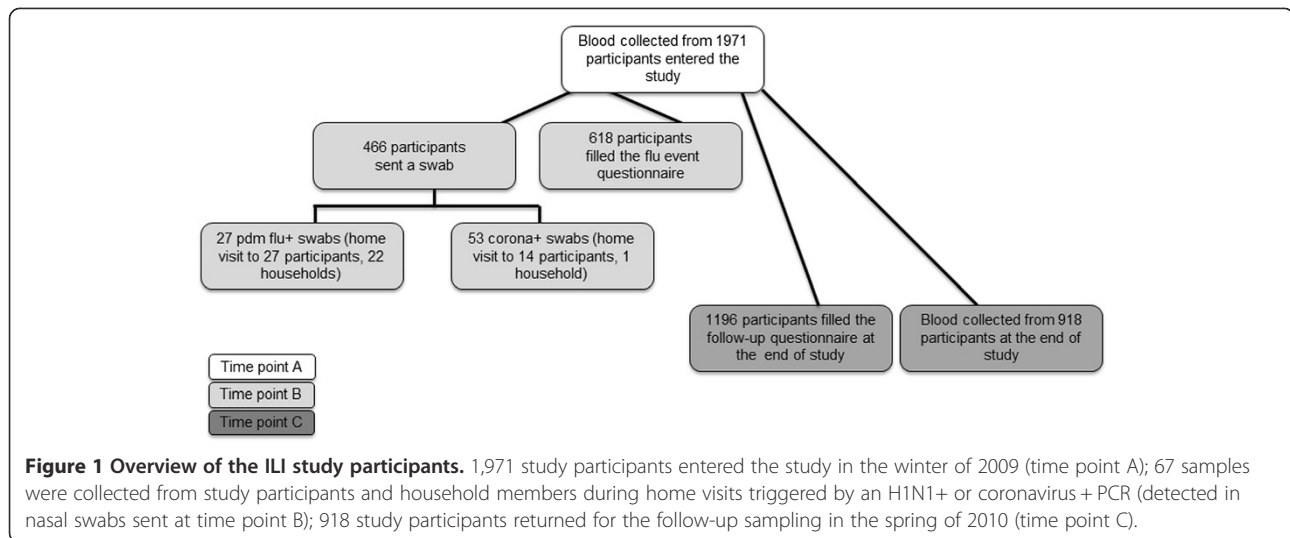 Blood collected from 1971
participants entered the
study
466 participants
sent a swab
618 participants
filled the flu event
questionnaire
27 pdm flu+ swabs (home
visit to 27 participants, 22
households)
53 corona+ swabs (home
visit to 14 participants, 1
household)
1196 participants filled the
follow-up questionnaire at
the end of study
Blood collected from 918
participants at the end of
study
Time point A
Time point B
Time point C
Figure 1 Overview of the ILI study participants. 1,971 study participants entered the study in the winter of 2009 (time point A); 67 samples
were collected from study participants and household members during home visits triggered by an H1N1+ or coronavirus + PCR (detected in
nasal swabs sent at time point B); 918 study participants returned for the follow-up sampling in the spring of 2010 (time point C).